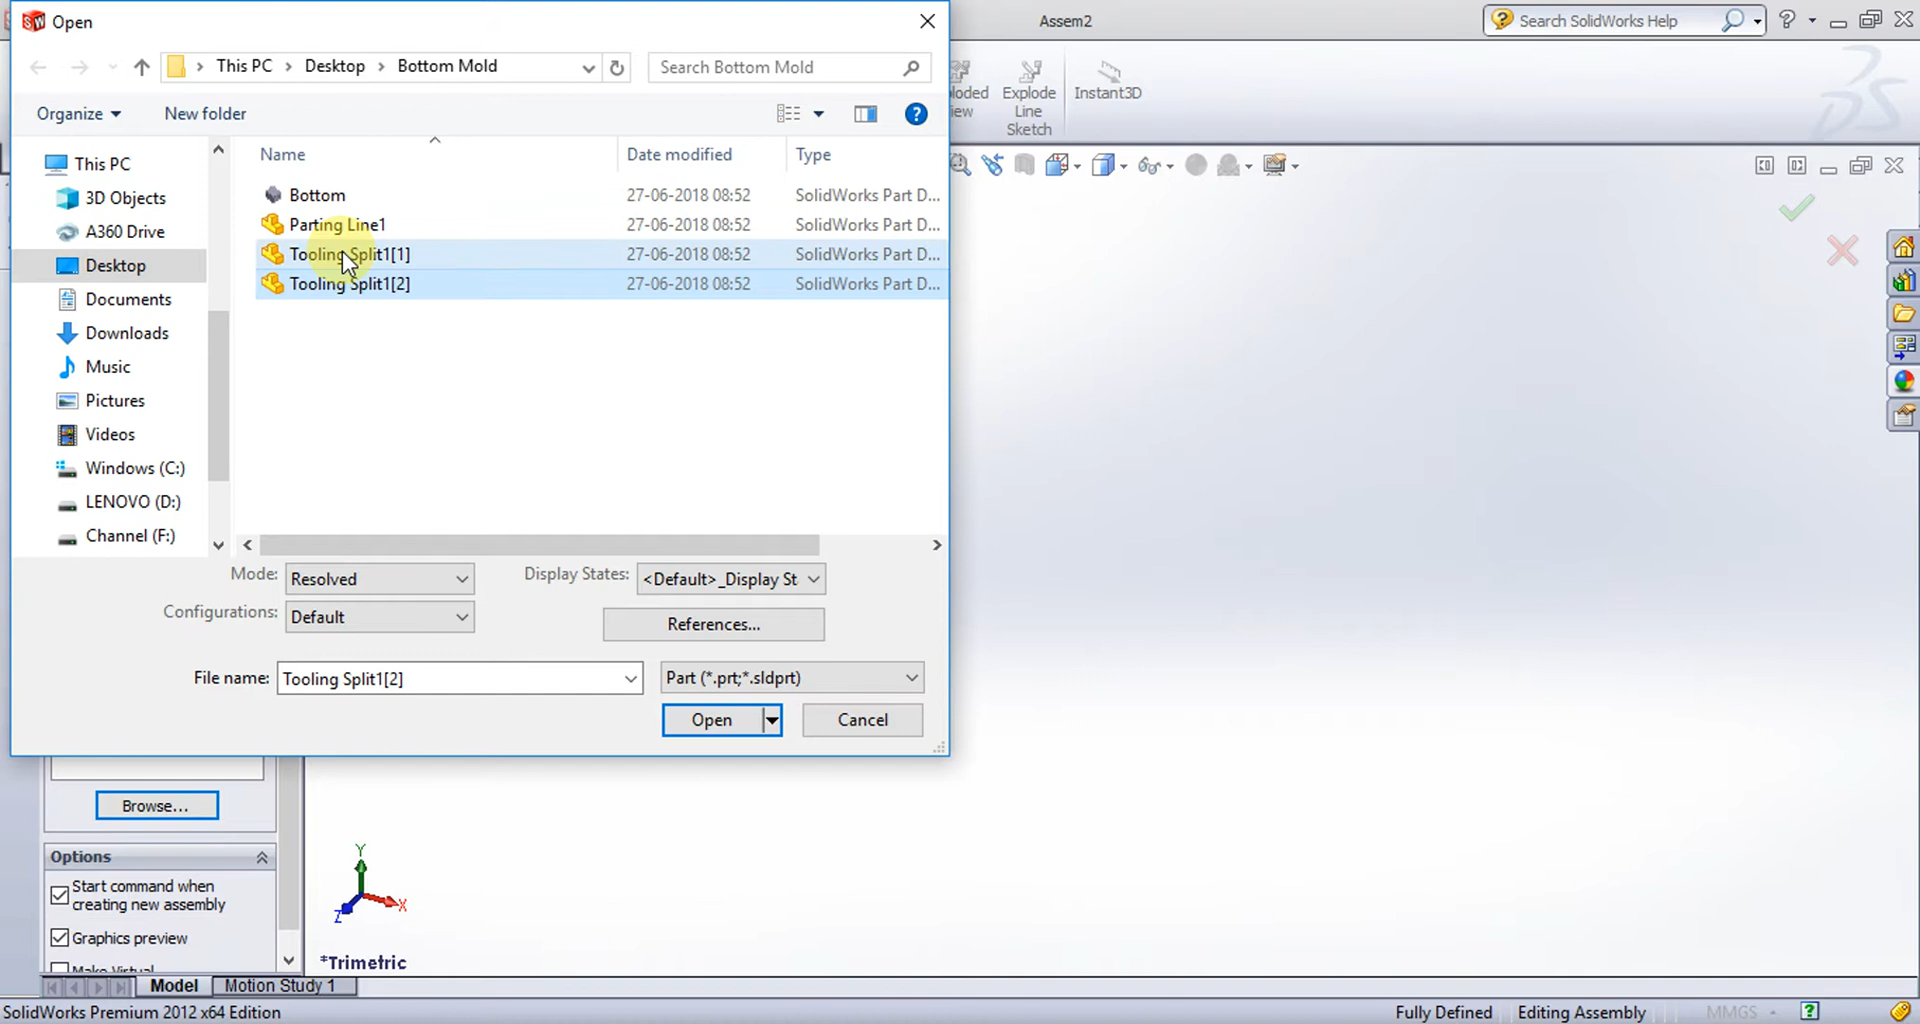 Open
Assem2
Search SolidWorks Help
This PC > Desktop > Bottom Mold
Search Bottom Mold
Organize
New folder
Explode Line Sketch
Instant3D
Name
Date modified
Type
This PC
3D Objects
A360 Drive
Desktop
Documents
Downloads
Music
Pictures
Videos
Windows (C:)
LENOVO (D:)
Channel (F:)
Bottom 27-06-2018 08:52 SolidWorks Part D...
Parting Line1 27-06-2018 08:52 SolidWorks Part D...
Tooling Split1[1] 27-06-2018 08:52 SolidWorks Part D...
Tooling Split1[2] 27-06-2018 08:52 SolidWorks Part D...
Mode: Resolved
Display States: <Default>_Display St
Configurations: Default
References...
File name: Tooling Split1[2]
Part (*.prt;*.sldprt)
Open
Cancel
Browse...
Options
Start command when
creating new assembly
Graphics preview
Y
X
Z
*Trimetric
Model
Motion Study 1
SolidWorks Premium 2012 x64 Edition
Fully Defined
Editing Assembly
MMGS